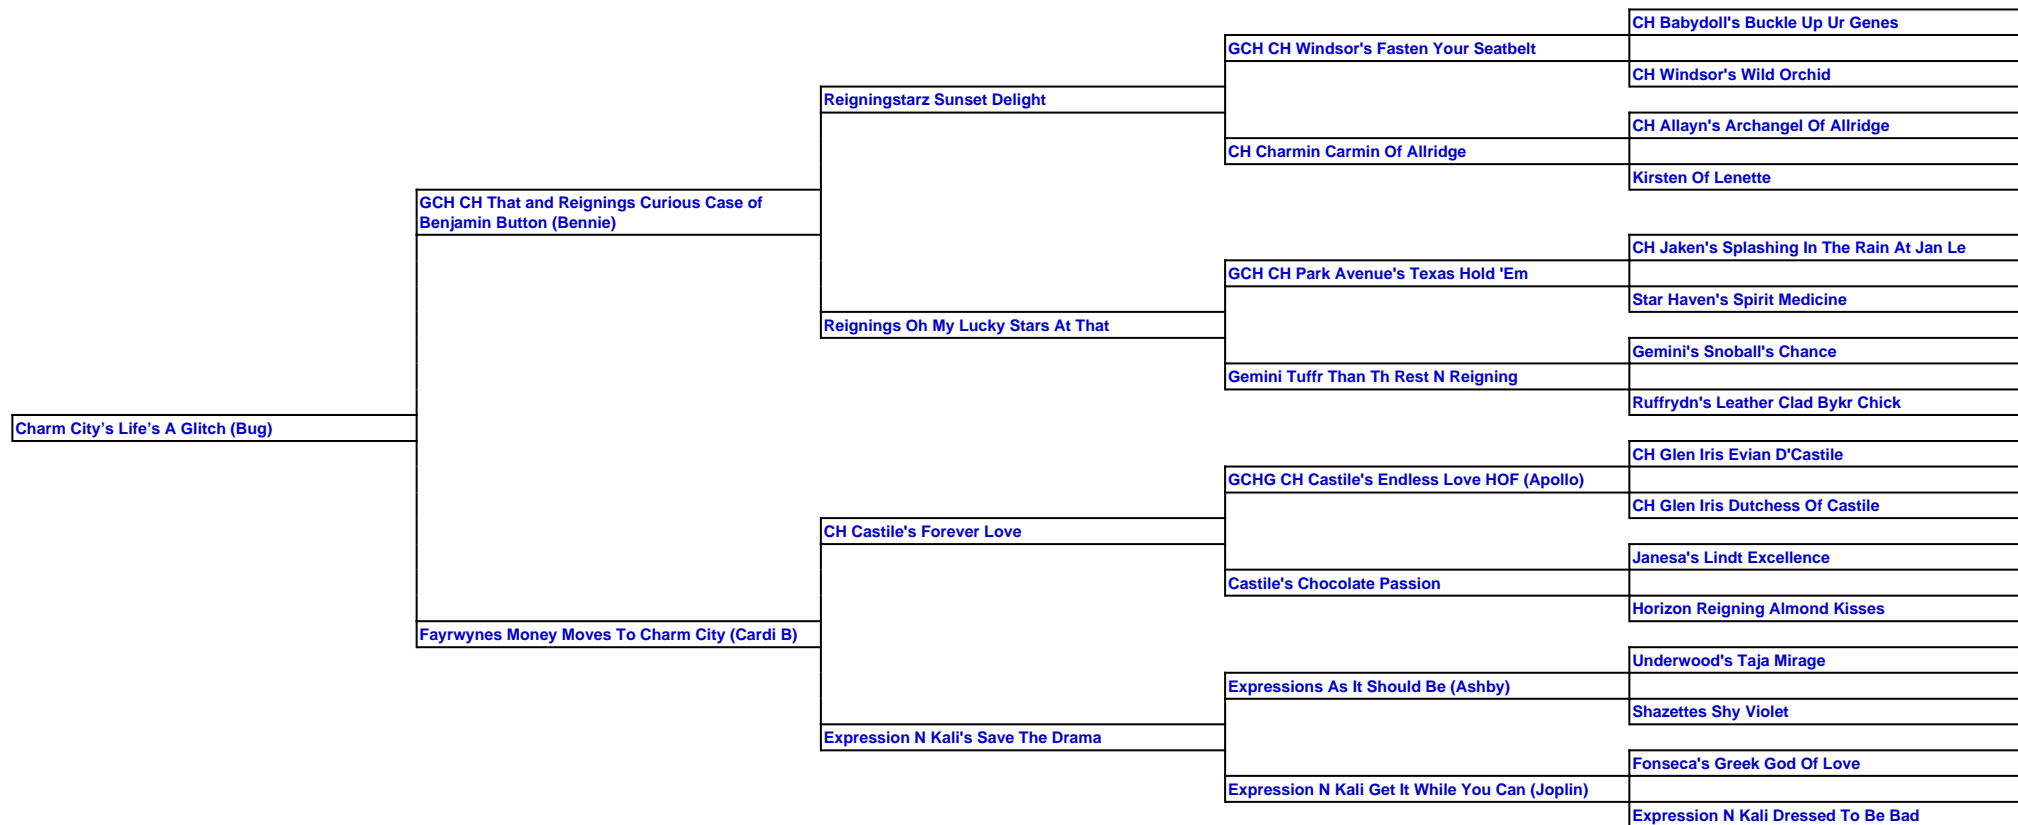 CH Babydoll's Buckle Up Ur Genes
GCH CH Windsor's Fasten Your Seatbelt
CH Windsor's Wild Orchid
Reigningstarz Sunset Delight
CH Allayn's Archangel Of Allridge
CH Charmin Carmin Of Allridge
Kirsten Of Lenette
GCH CH That and Reignings Curious Case of
Benjamin Button (Bennie)
CH Jaken's Splashing In The Rain At Jan Le
GCH CH Park Avenue's Texas Hold 'Em
Star Haven's Spirit Medicine
Reignings Oh My Lucky Stars At That
Gemini's Snoball's Chance
Gemini Tuffr Than Th Rest N Reigning
Ruffrydn's Leather Clad Bykr Chick
Charm City’s Life’s A Glitch (Bug)
CH Glen Iris Evian D'Castile
GCHG CH Castile's Endless Love HOF (Apollo)
CH Glen Iris Dutchess Of Castile
CH Castile's Forever Love
Janesa's Lindt Excellence
Castile's Chocolate Passion
Horizon Reigning Almond Kisses
Fayrwynes Money Moves To Charm City (Cardi B)
Underwood's Taja Mirage
Expressions As It Should Be (Ashby)
Shazettes Shy Violet
Expression N Kali's Save The Drama
Fonseca's Greek God Of Love
Expression N Kali Get It While You Can (Joplin)
Expression N Kali Dressed To Be Bad